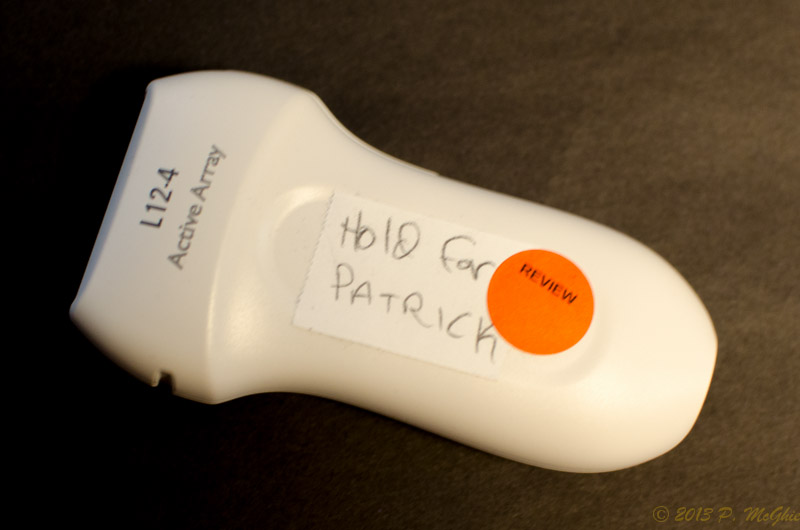 L12-4
Active Array
Hold For
PATRICK
REVIEW
© 2013 P. McGhie